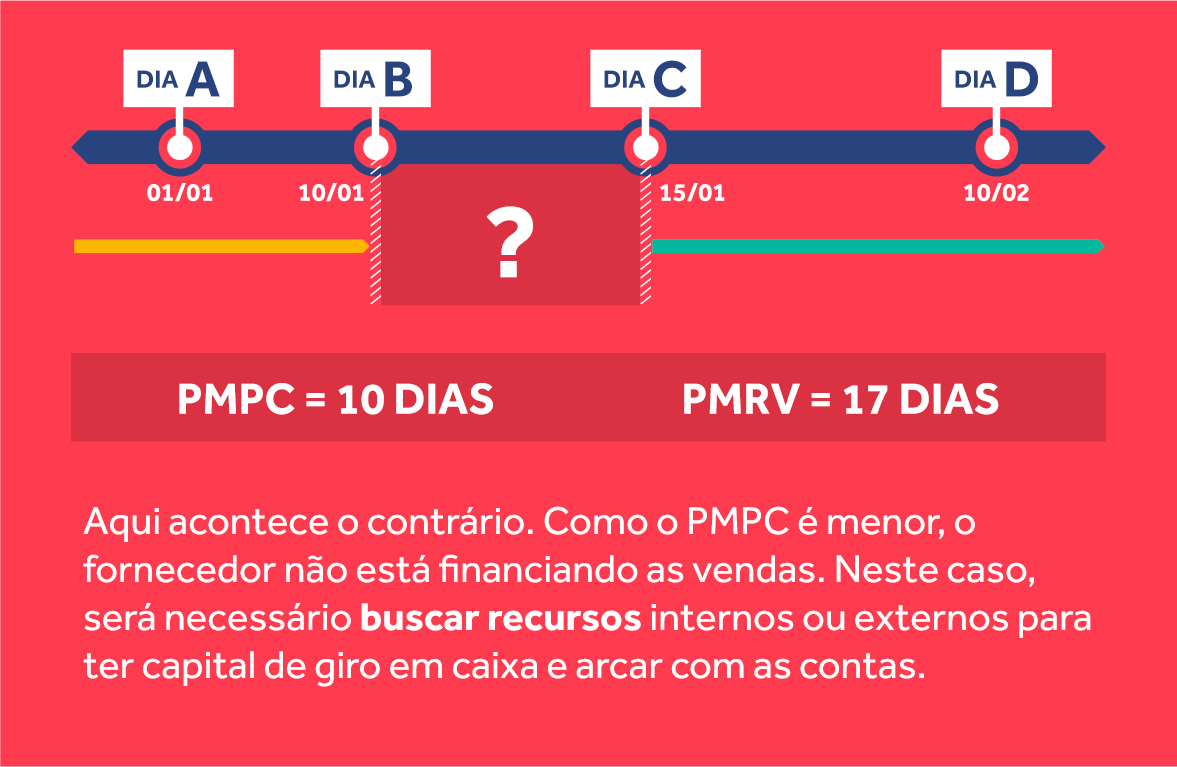 DIA A
DIA B
DIA C
DIA D
01/01
10/01
15/01
10/02
?
PMPC = 10 DIAS
PMRV = 17 DIAS
Aqui acontece o contrário. Como o PMPC é menor, o
fornecedor não está financiando as vendas. Neste caso,
será necessário buscar recursos internos ou externos para
ter capital de giro em caixa e arcar com as contas.